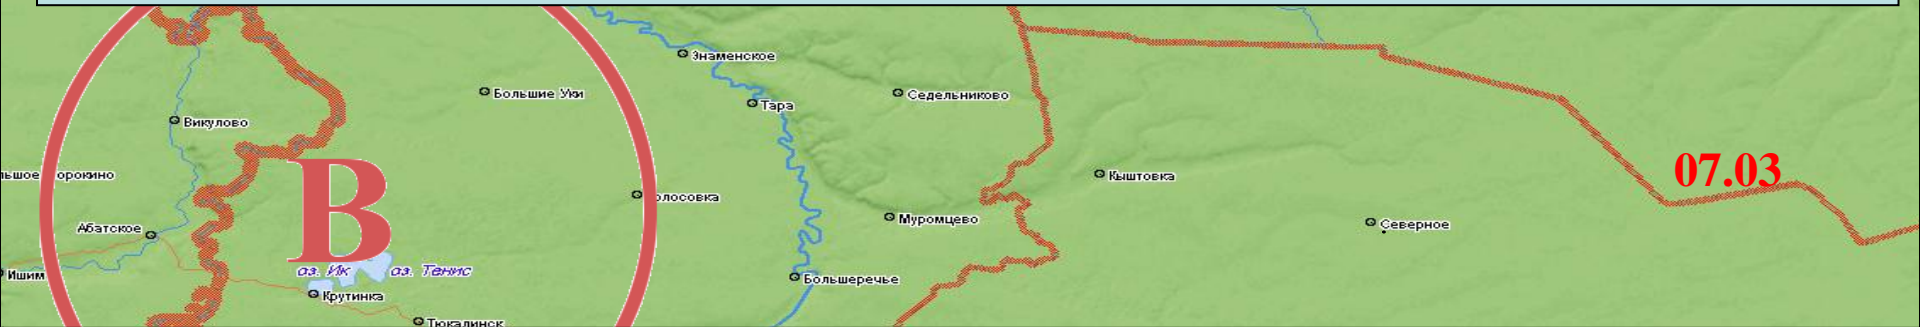 Знаменское
Большие Уки
Седельниково
Тара
Викулово
07.03
Кыштовка
В
Муромцево
Северное
Абатское
оз. Ик
оз. Тенис
Ишим
Большеречье
Крутинка
Тюкалинск